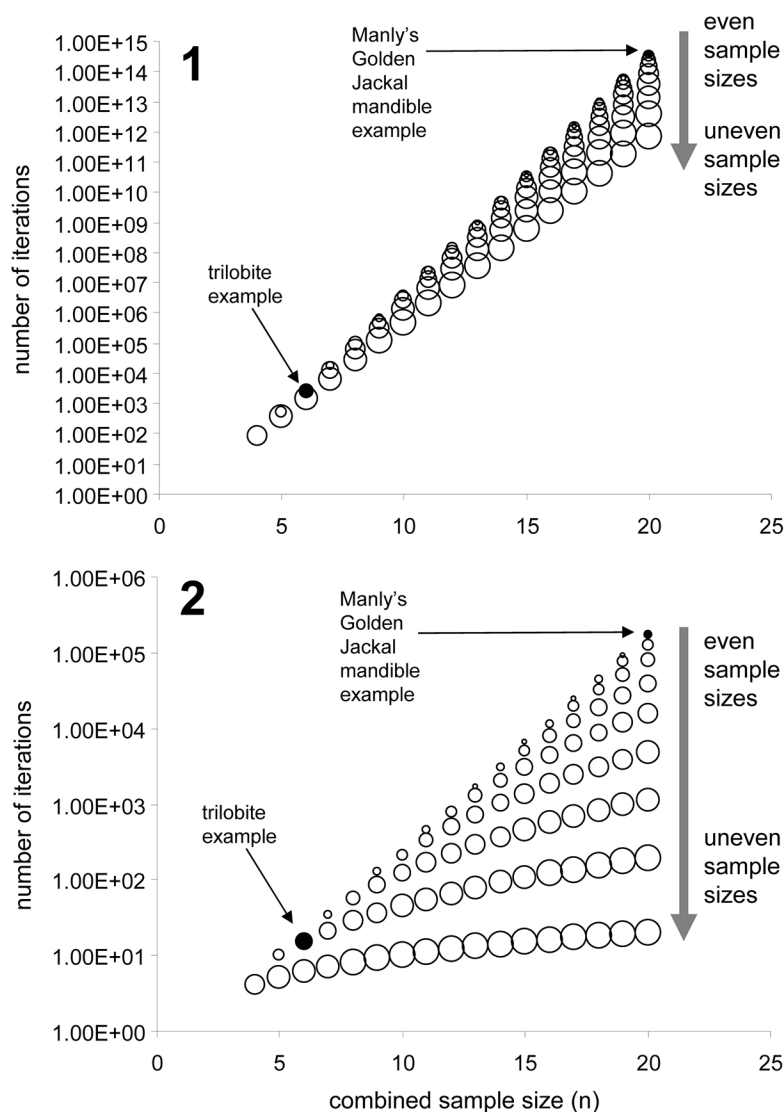 1
number of iterations
1.00E+15
1.00E+14
1.00E+13
1.00E+12
1.00E+11
1.00E+10
1.00E+09
1.00E+08
1.00E+07
1.00E+06
1.00E+05
1.00E+04
1.00E+03
1.00E+02
1.00E+01
1.00E+00
0
5
10
15
20
25
Manly's
Golden
Jackal
mandible
example
trilobite
example
even
sample
sizes
uneven
sample
sizes
2
number of iterations
1.00E+06
1.00E+05
1.00E+04
1.00E+03
1.00E+02
1.00E+01
1.00E+00
0
5
10
15
20
25
Manly's
Golden
Jackal
mandible
example
trilobite
example
even
sample
sizes
uneven
sample
sizes
combined sample size (n)